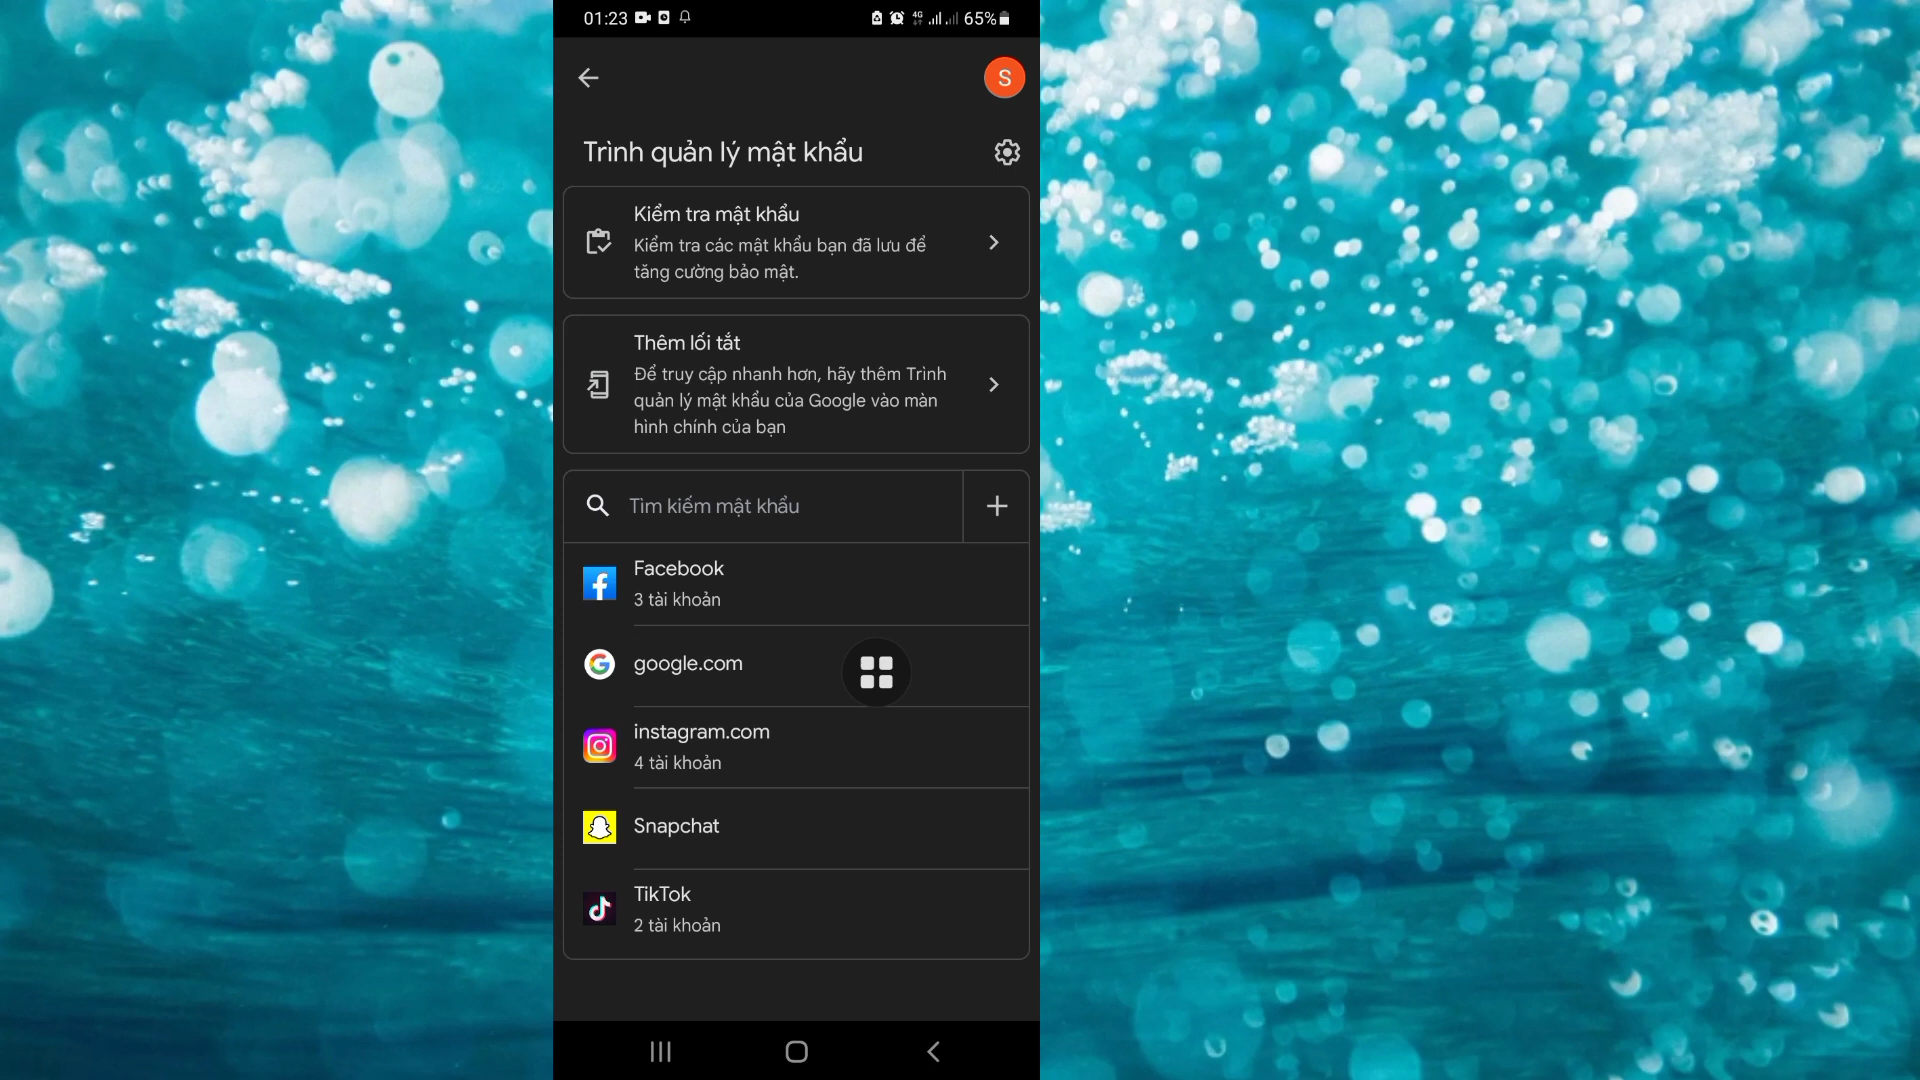 01:23
4G 65%
S
Trình quản lý mật khẩu
Kiểm tra mật khẩu
Kiểm tra các mật khẩu bạn đã lưu để
tăng cường bảo mật.
Thêm lối tắt
Để truy cập nhanh hơn, hãy thêm Trình
quản lý mật khẩu của Google vào màn
hình chính của bạn
Tìm kiếm mật khẩu
Facebook
3 tài khoản
google.com
instagram.com
4 tài khoản
Snapchat
TikTok
2 tài khoản